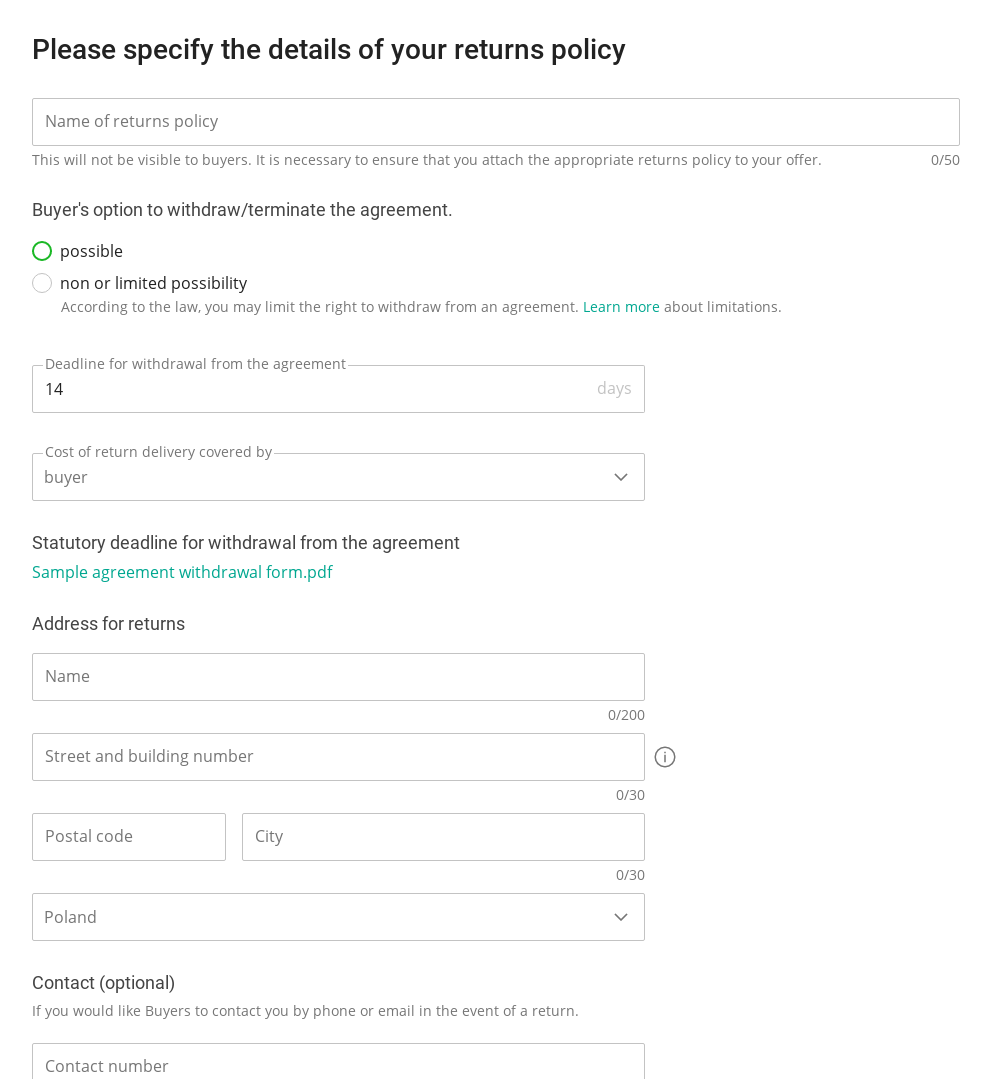 Please specify the details of your returns policy
Name of returns policy
This will not be visible to buyers. It is necessary to ensure that you attach the appropriate returns policy to your offer. 0/50
Buyer's option to withdraw/terminate the agreement.
possible
non or limited possibility
According to the law, you may limit the right to withdraw from an agreement. Learn more about limitations.
Deadline for withdrawal from the agreement
14 days
Cost of return delivery covered by
buyer
Statutory deadline for withdrawal from the agreement
Sample agreement withdrawal form.pdf
Address for returns
Name
0/200
Street and building number
0/30
Postal code City
0/30
Poland
Contact (optional)
If you would like Buyers to contact you by phone or email in the event of a return.
Contact number